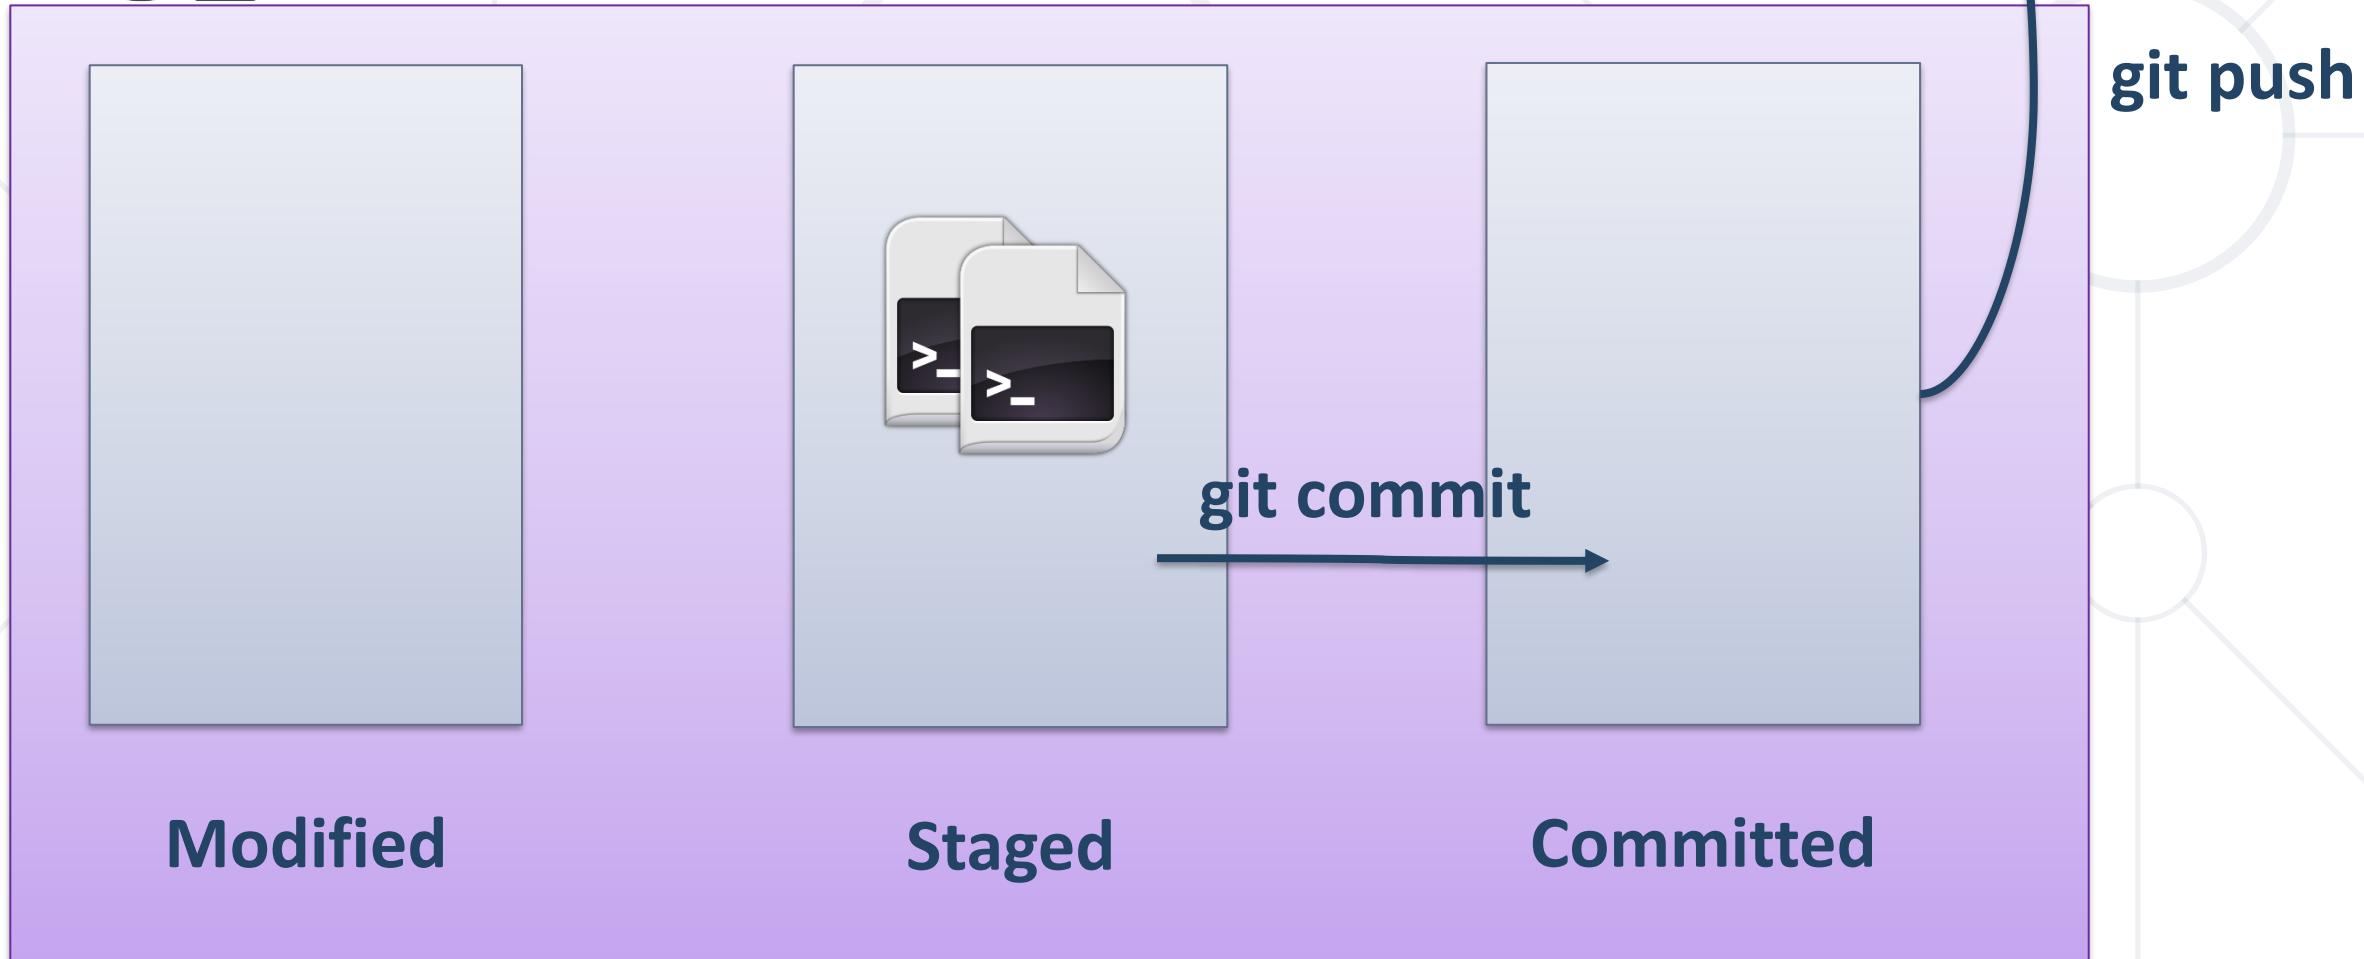 git push
>_
>_
git commit
Modified
Staged
Committed